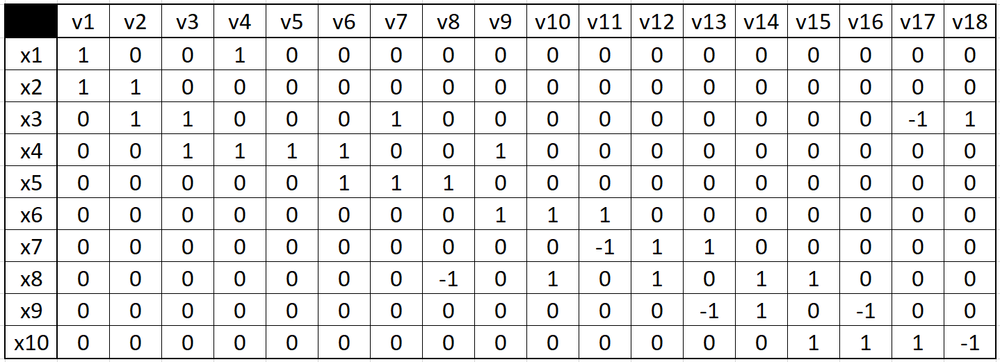 v1 v2 v3 v4 v5 v6 v7 v8 v9 v10 v11 v12 v13 v14 v15 v16 v17 v18
x1 1 0 0 1 0 0 0 0 0 0 0 0 0 0 0 0 0 0
x2 1 1 0 0 0 0 0 0 0 0 0 0 0 0 0 0 0 0
x3 0 1 1 0 0 0 1 0 0 0 0 0 0 0 0 0 -1 1
x4 0 0 1 1 1 1 0 0 1 0 0 0 0 0 0 0 0 0
x5 0 0 0 0 0 1 1 1 0 0 0 0 0 0 0 0 0 0
x6 0 0 0 0 0 0 0 0 1 1 1 0 0 0 0 0 0 0
x7 0 0 0 0 0 0 0 0 0 0 -1 1 1 0 0 0 0 0
x8 0 0 0 0 0 0 0 -1 0 1 0 1 0 1 1 0 0 0
x9 0 0 0 0 0 0 0 0 0 0 0 0 -1 1 0 -1 0 0
x10 0 0 0 0 0 0 0 0 0 0 0 0 0 0 1 1 1 -1